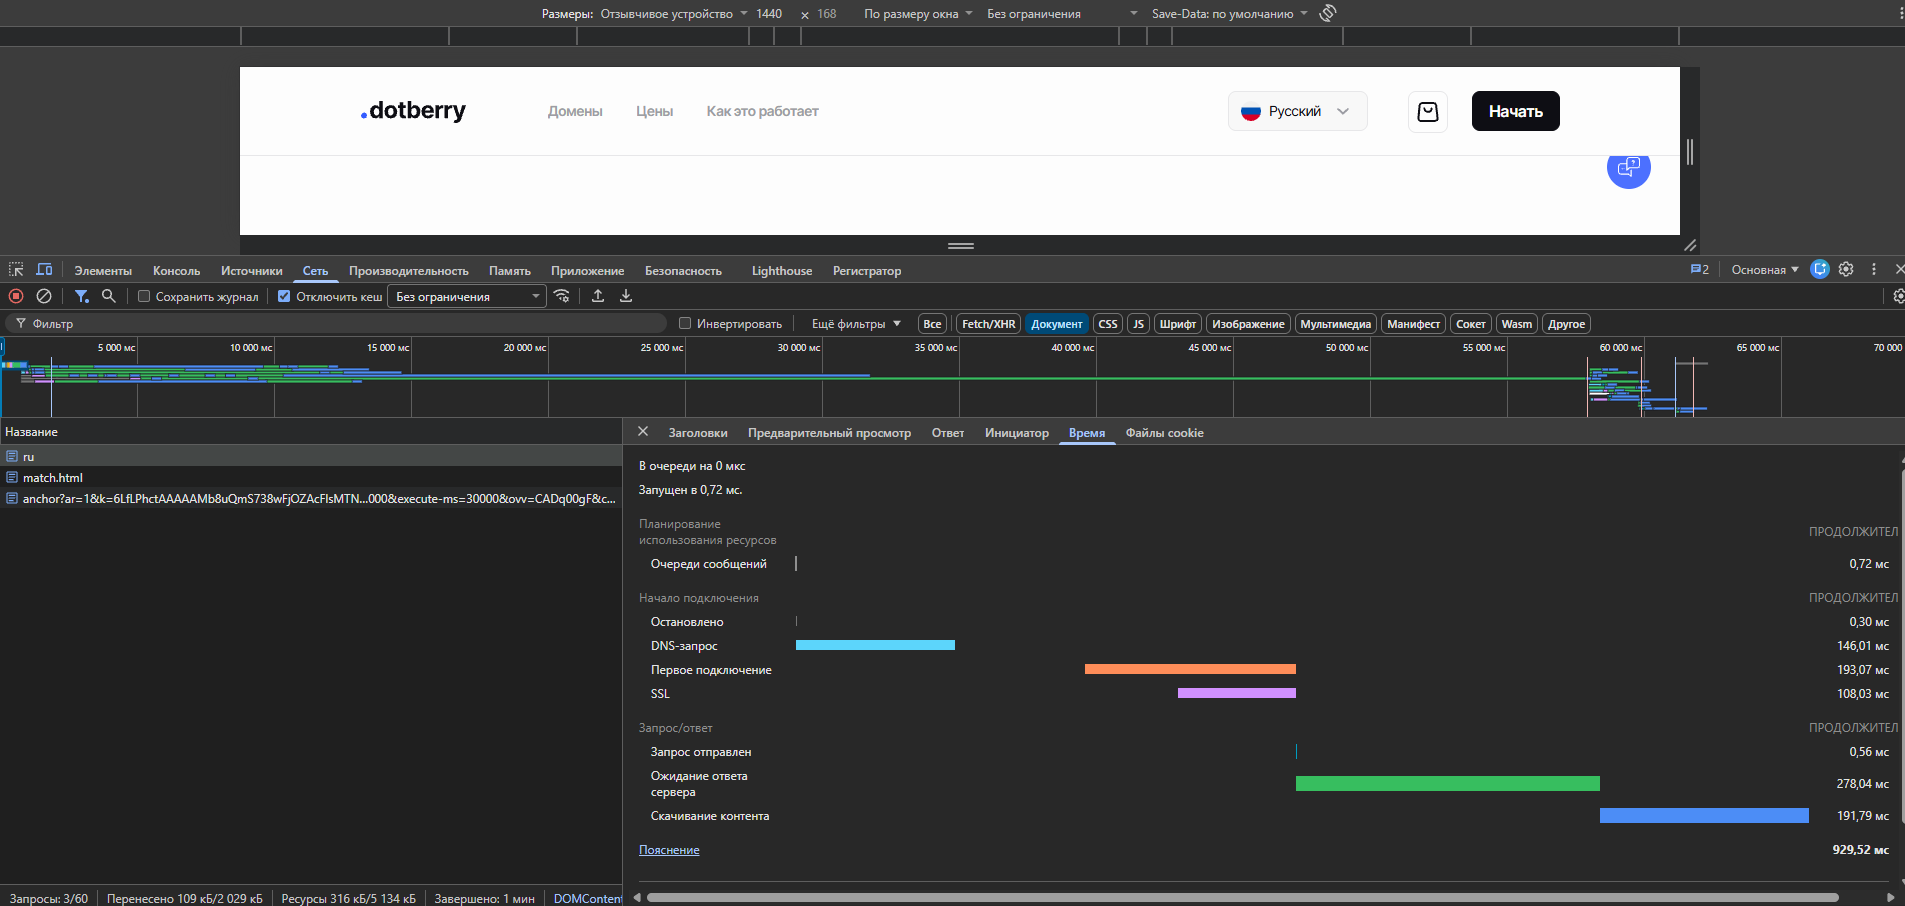 Размеры: Отзывчивое устройство 1440 × 168 По размеру окна Без ограничения Save-Data: по умолчанию
.dotberry Домены Цены Как это работает Русский Начать
Элементы Консоль Источники Сеть Производительность Память Приложение Безопасность Lighthouse Регистратор 2 Основная
Сохранить журнал Отключить кеш Без ограничения
Фильтр Инвертировать Ещё фильтры Все Fetch/XHR Документ CSS JS Шрифт Изображение Мультимедиа Манифест Сокет Wasm Другое
5 000 мс 10 000 мс 15 000 мс 20 000 мс 25 000 мс 30 000 мс 35 000 мс 40 000 мс 45 000 мс 50 000 мс 55 000 мс 60 000 мс 65 000 мс 70 000
Название
ru
match.html
anchor?ar=1&k=6LfLPhctAAAAAMb8uQmS738wFjOZAcFIsMTN...000&execute-ms=30000&ovv=CADq00gF&c...
Заголовки Предварительный просмотр Ответ Инициатор Время Файлы cookie
В очереди на 0 мкс
Запущен в 0,72 мс.
Планирование
использования ресурсов ПРОДОЛЖИТЕЛ
Очереди сообщений 0,72 мс
Начало подключения ПРОДОЛЖИТЕЛ
Остановлено 0,30 мс
DNS-запрос 146,01 мс
Первое подключение 193,07 мс
SSL 108,03 мс
Запрос/ответ ПРОДОЛЖИТЕЛ
Запрос отправлен 0,56 мс
Ожидание ответа
сервера 278,04 мс
Скачивание контента 191,79 мс
Пояснение 929,52 мс
Запросы: 3/60 Перенесено 109 кБ/2 029 кБ Ресурсы 316 кБ/5 134 кБ Завершено: 1 мин DOMContent